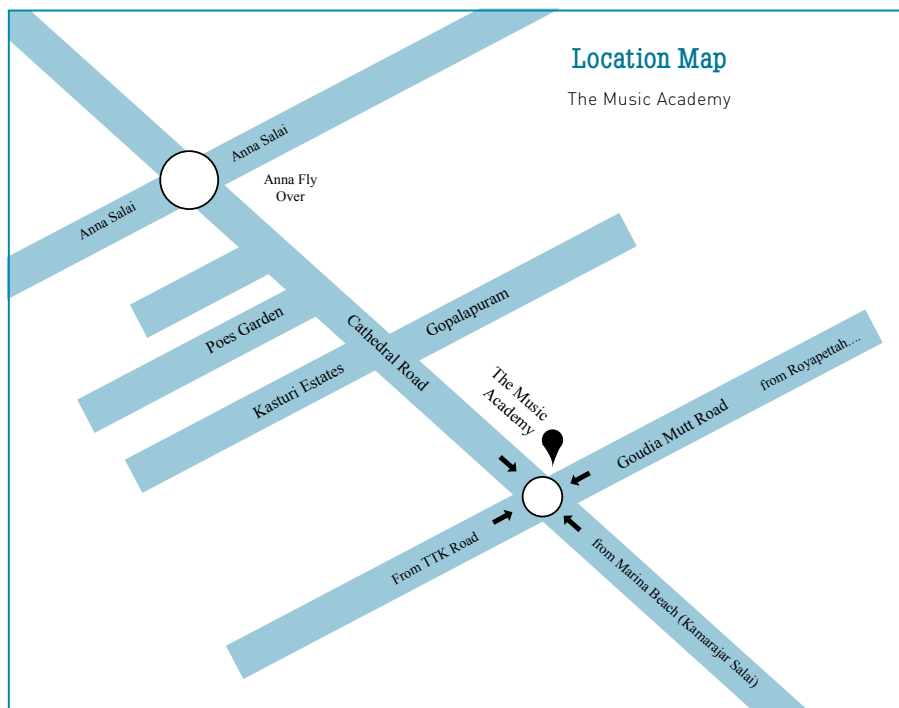 Location Map
The Music Academy
Anna Salai
Anna Fly
Over
Anna Salai
Poes Garden
Gopalapuram
Cathedral Road
Kasturi Estates
The Music
Academy
from Royapettah....
Goudia Mutt Road
From TTK Road
from Marina Beach (Kamarajar Salai)